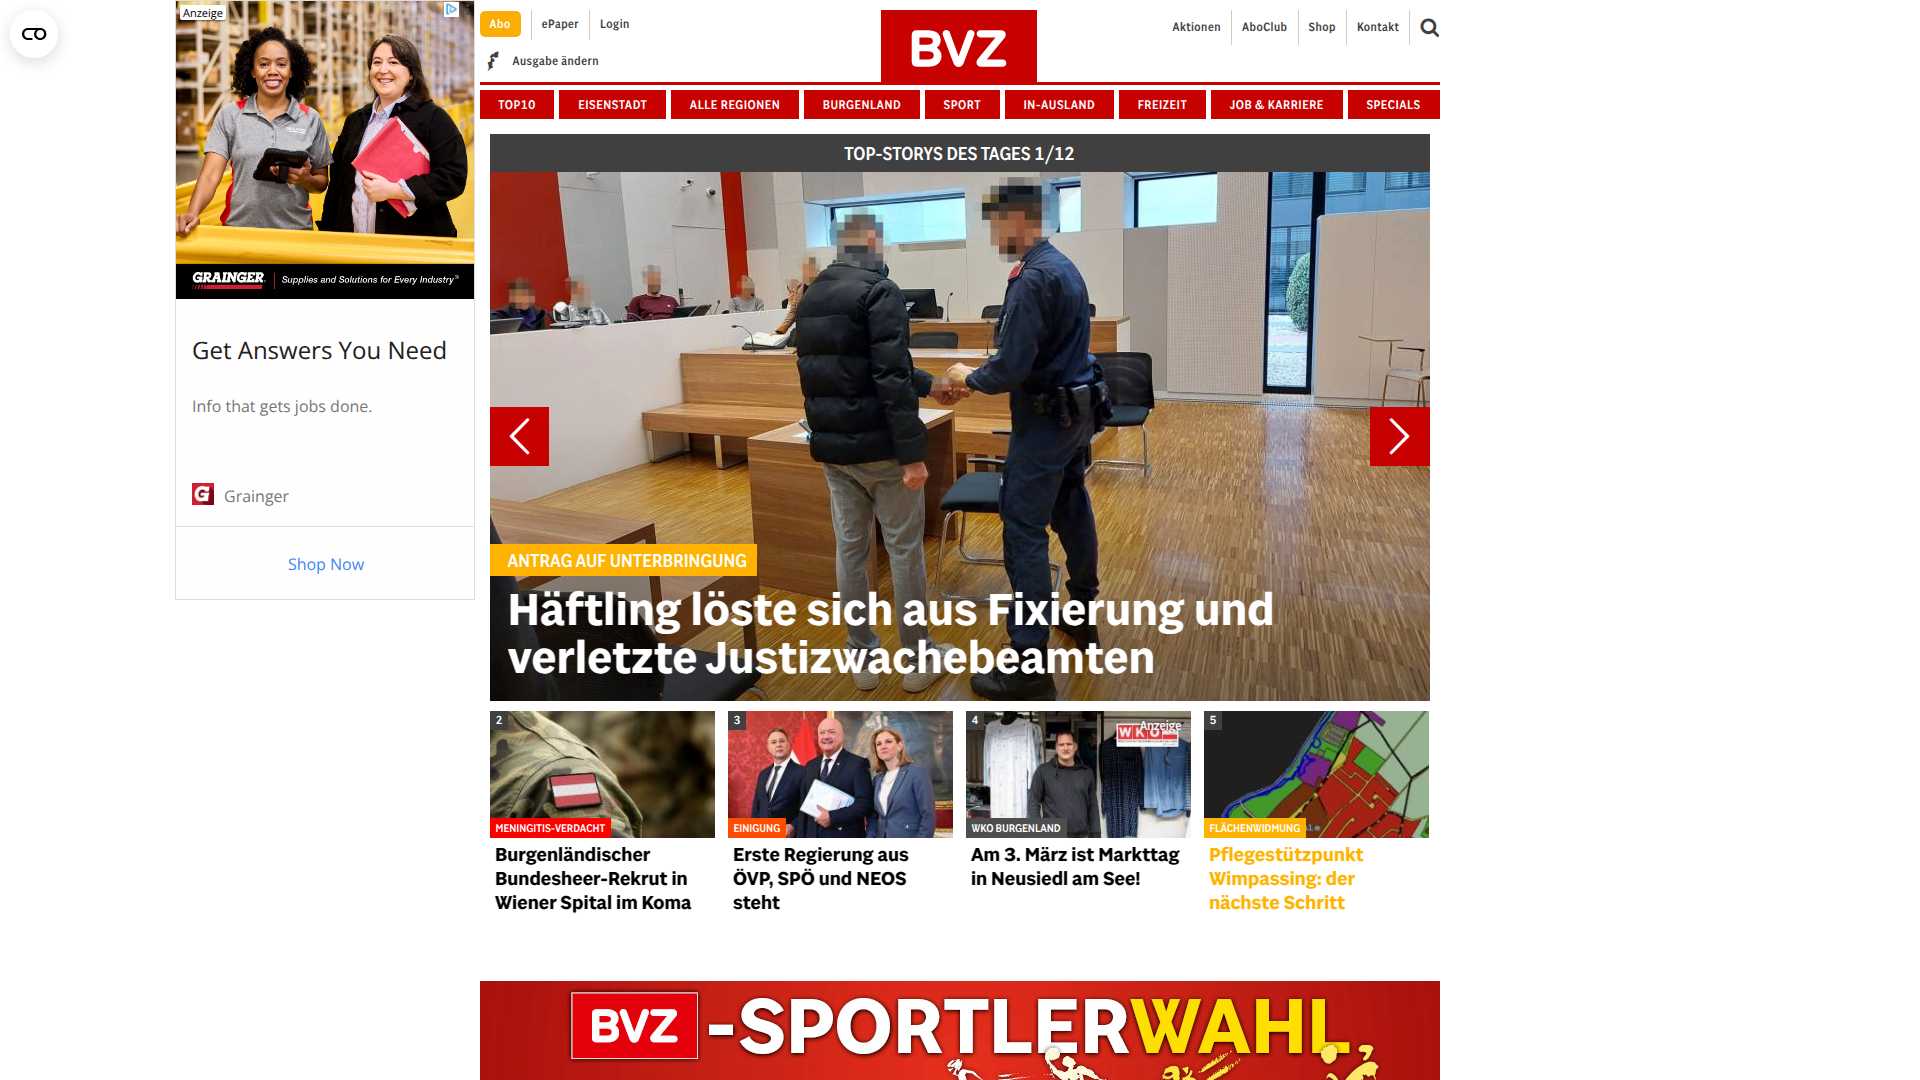 Anzeige
GRAINGER
Supplies and Solutions for Every Industry
Get Answers You Need
Info that gets jobs done.
G Grainger
Shop Now
Abo
ePaper
Login
Ausgabe ändern
BVZ
Aktionen
AboClub
Shop
Kontakt
TOP10
EISENSTADT
ALLE REGIONEN
BURGENLAND
SPORT
IN-AUSLAND
FREIZEIT
JOB & KARRIERE
SPECIALS
TOP-STORYS DES TAGES 1/12
ANTRAG AUF UNTERBRINGUNG
Häftling löste sich aus Fixierung und
verletzte Justizwachebeamten
2
MENINGITIS-VERDACHT
Burgenländischer
Bundesheer-Rekrut in
Wiener Spital im Koma
3
EINIGUNG
Erste Regierung aus
ÖVP, SPÖ und NEOS
steht
4
Anzeige
WKO
WKO BURGENLAND
Am 3. März ist Markttag
in Neusiedl am See!
5
FLÄCHENWIDMUNG
Pflegestützpunkt
Wimpassing: der
nächste Schritt
BVZ -SPORTLERWAHL